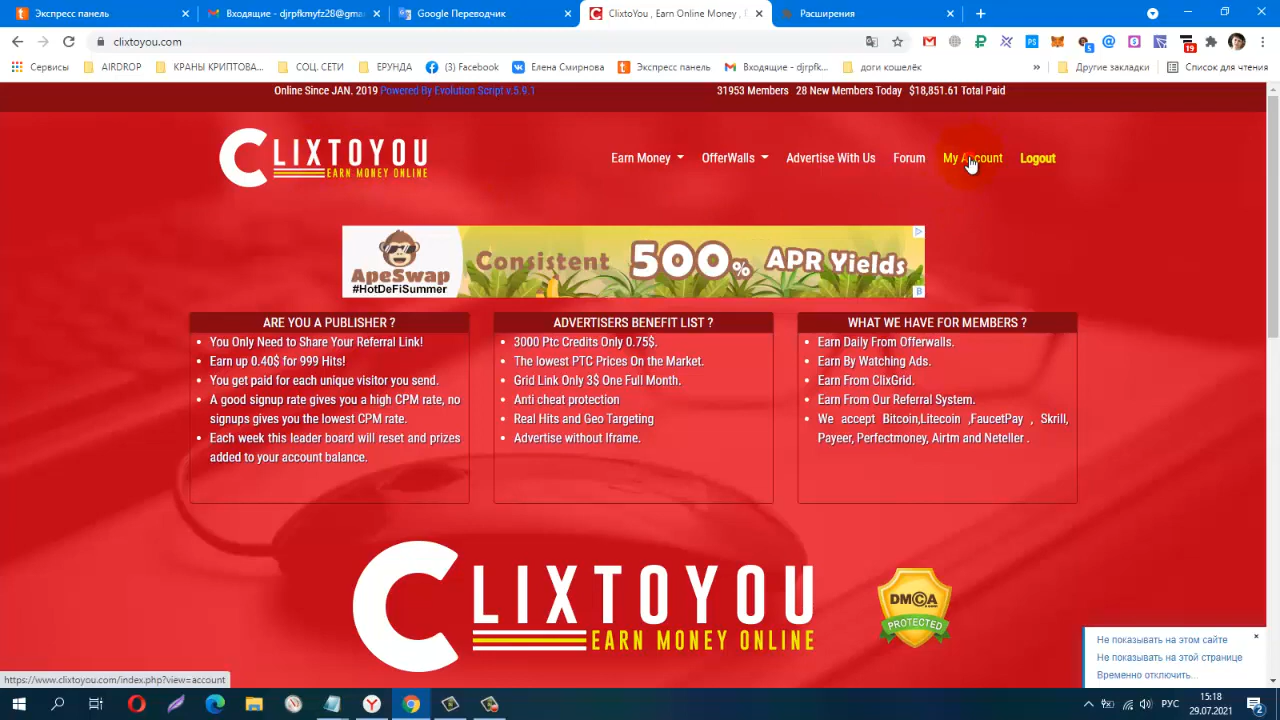 Экспресс панель
Входящие - djrpfkmyfz28@gma
Google Переводчик
ClixtoYou , Earn Online Money , 
Расширения
clixtoyou.com
Сервисы
AIRDROP
КРАНЫ КРИПТОВА...
СОЦ. СЕТИ
ЕРУНДА
(3) Facebook
Елена Смирнова
Экспресс панель
Входящие - djrpfk...
доги кошелёк
»
Другие закладки
Список для чтения
Online Since JAN. 2019 Powered By Evolution Script v.5.9.1
31953 Members 28 New Members Today $18,851.61 Total Paid
CLIXTOYOU
EARN MONEY ONLINE
Earn Money
OfferWalls
Advertise With Us
Forum
My Account
Logout
ApeSwap
#HotDeFiSummer
Consistent 500% APR Yields
ARE YOU A PUBLISHER ?
You Only Need to Share Your Referral Link!
Earn up 0.40$ for 999 Hits!
You get paid for each unique visitor you send.
A good signup rate gives you a high CPM rate, no
signups gives you the lowest CPM rate.
Each week this leader board will reset and prizes
added to your account balance.
ADVERTISERS BENEFIT LIST ?
3000 Ptc Credits Only 0.75$.
The lowest PTC Prices On the Market.
Grid Link Only 3$ One Full Month.
Anti cheat protection
Real Hits and Geo Targeting
Advertise without Iframe.
WHAT WE HAVE FOR MEMBERS ?
Earn Daily From Offerwalls.
Earn By Watching Ads.
Earn From ClixGrid.
Earn From Our Referral System.
We accept Bitcoin,Litecoin ,FaucetPay , Skrill,
Payeer, Perfectmoney, Airtm and Neteller .
CLIXTOYOU
EARN MONEY ONLINE
DMCA
PROTECTED
Не показывать на этом сайте
Не показывать на этой странице
Временно отключить...
https://www.clixtoyou.com/index.php?view=account
РУС
15:18
29.07.2021